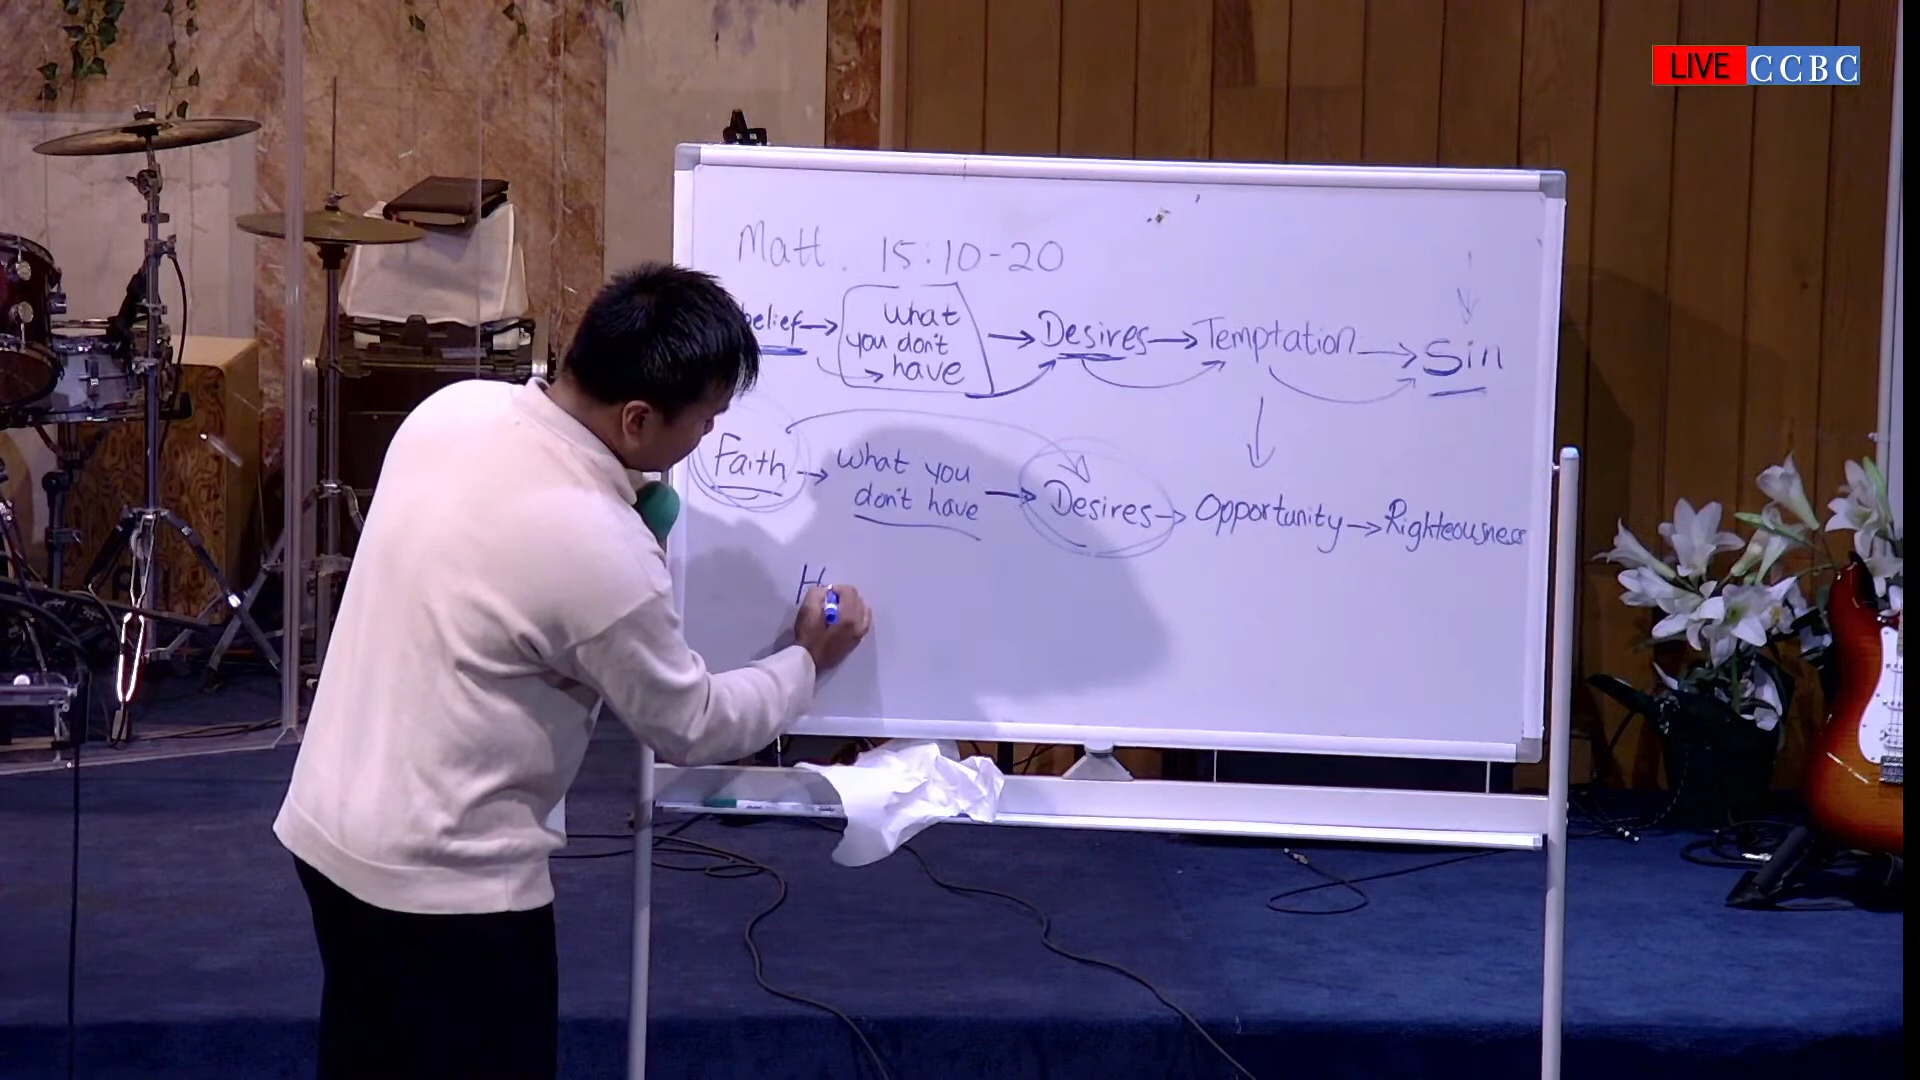 LIVE CCBC
Matt. 15:10-20
belief → what you don't have → Desires → Temptation → Sin
Faith → what you don't have → Desires → Opportunity → Righteousness
H